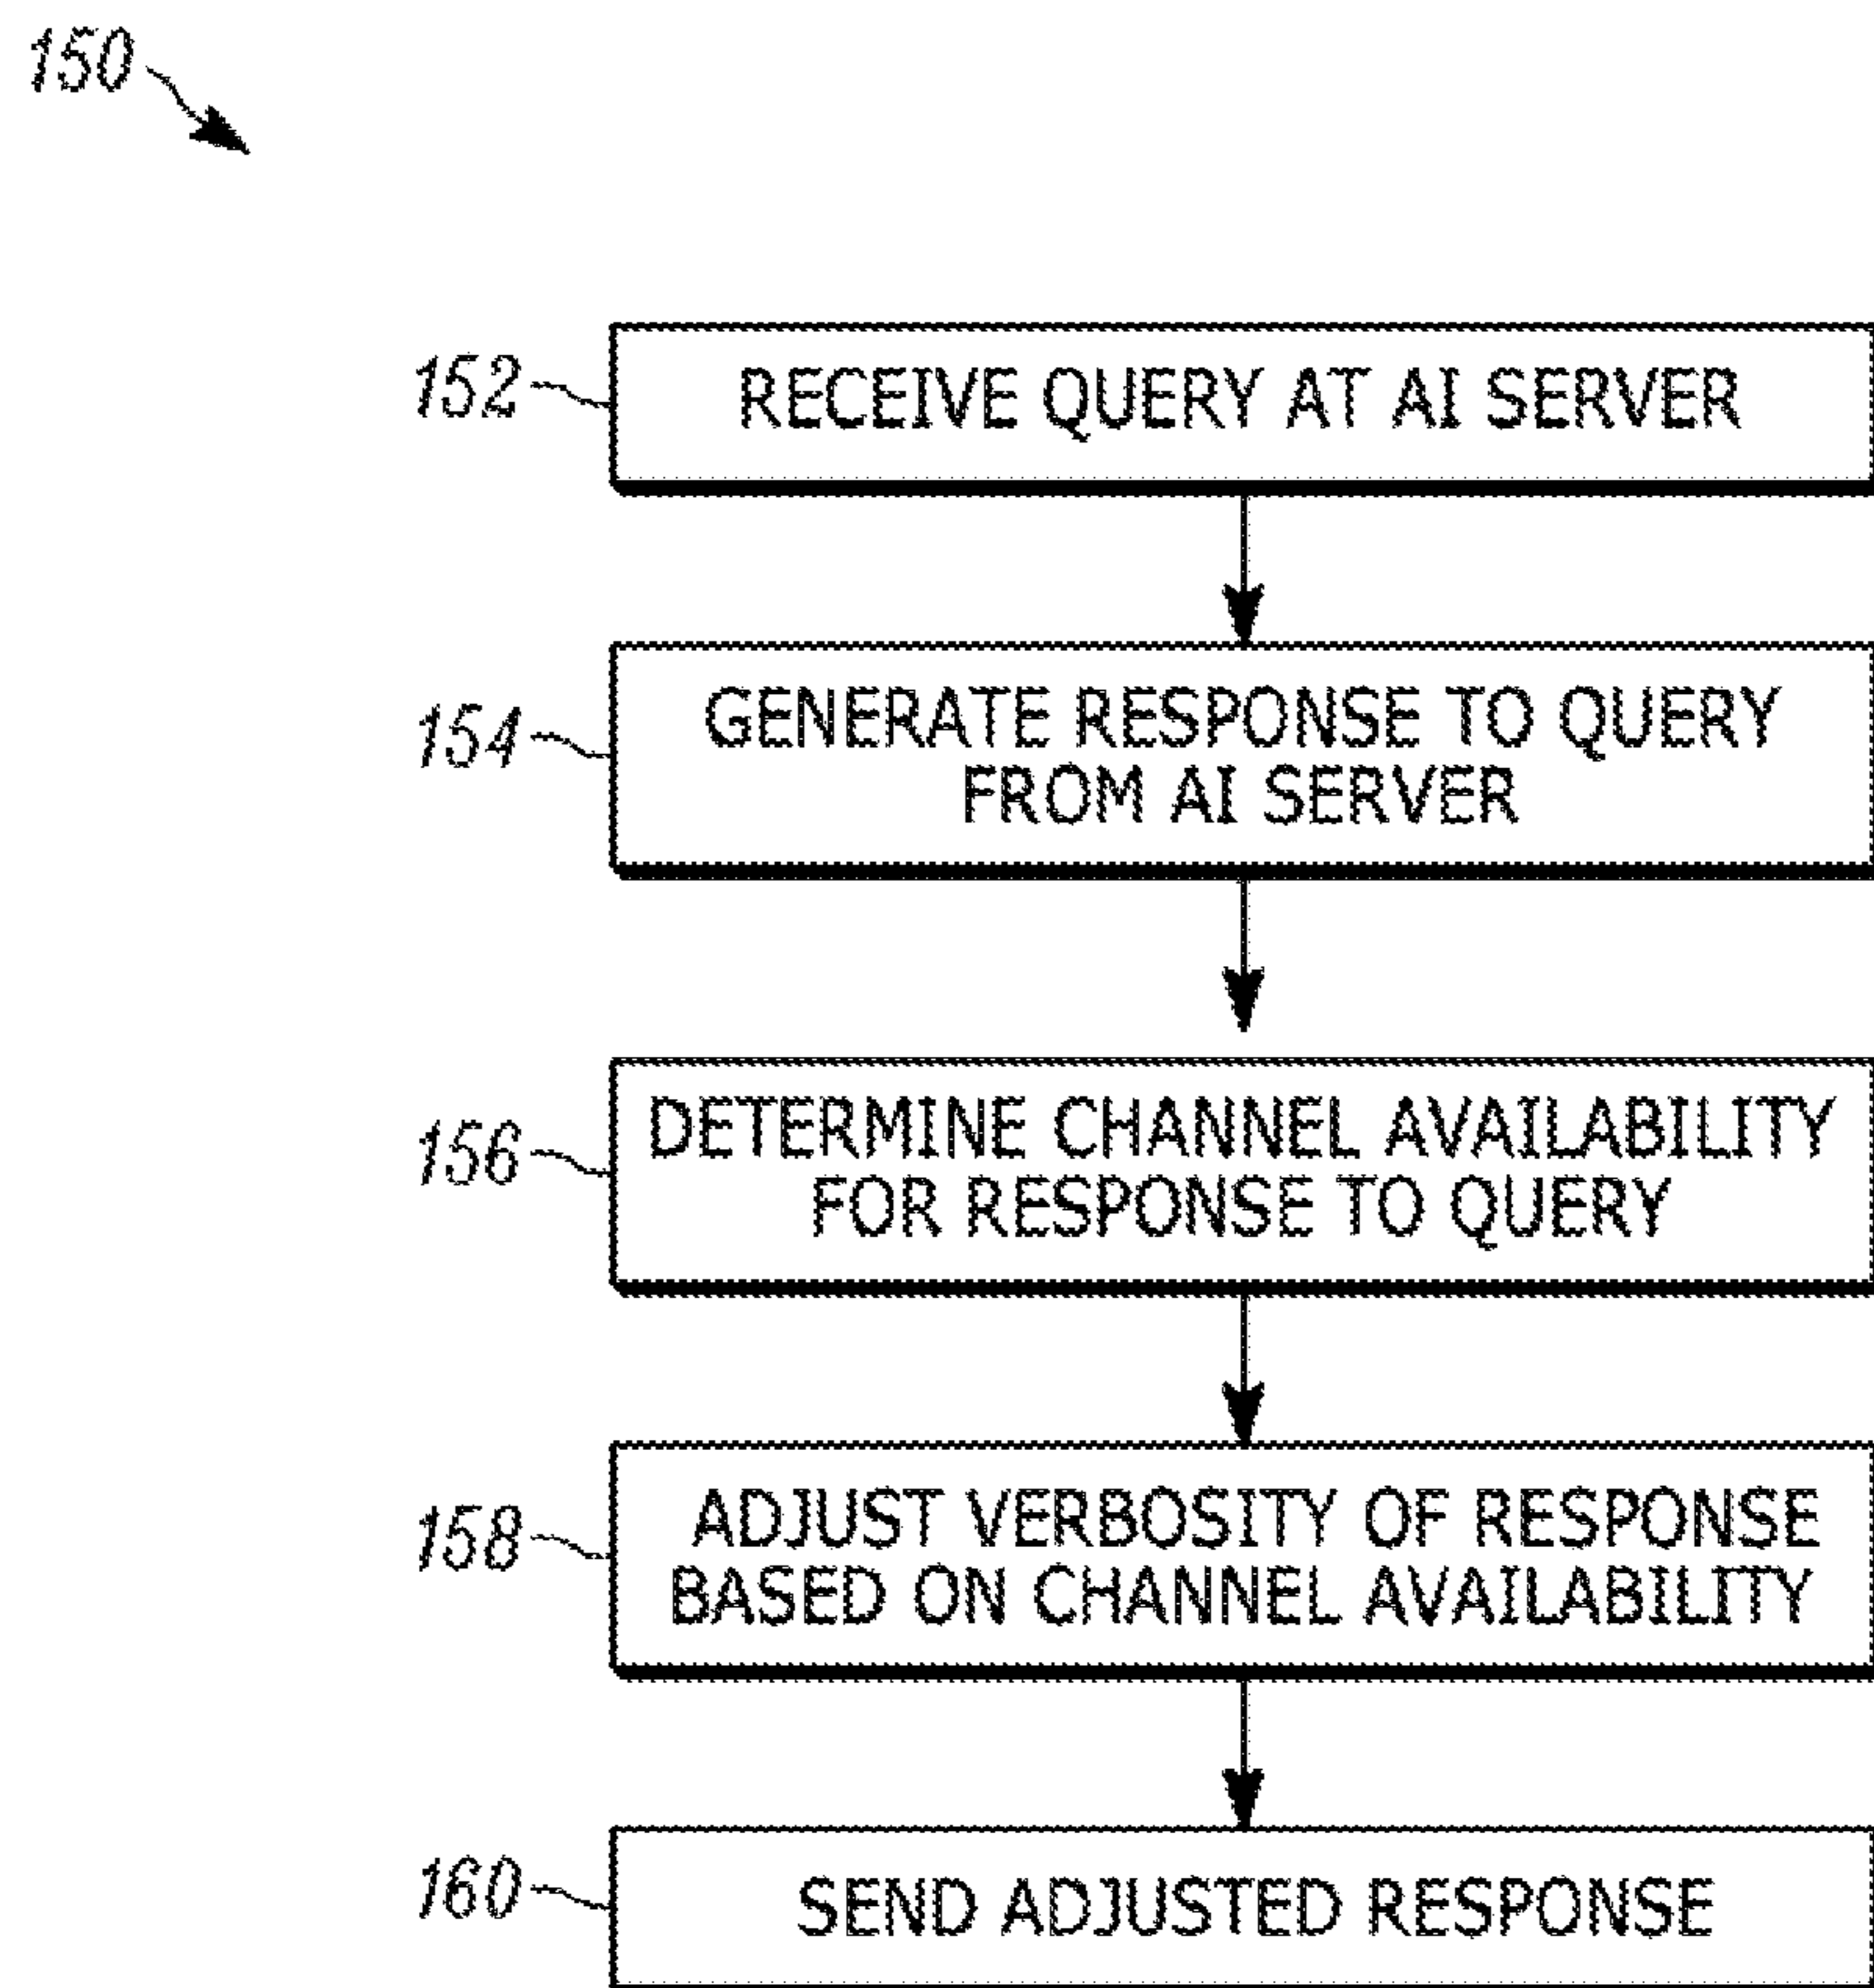 150
152
RECEIVE QUERY AT AI SERVER
154
GENERATE RESPONSE TO QUERY
FROM AI SERVER
156
DETERMINE CHANNEL AVAILABILITY
FOR RESPONSE TO QUERY
158
ADJUST VERBOSITY OF RESPONSE
BASED ON CHANNEL AVAILABILITY
160
SEND ADJUSTED RESPONSE